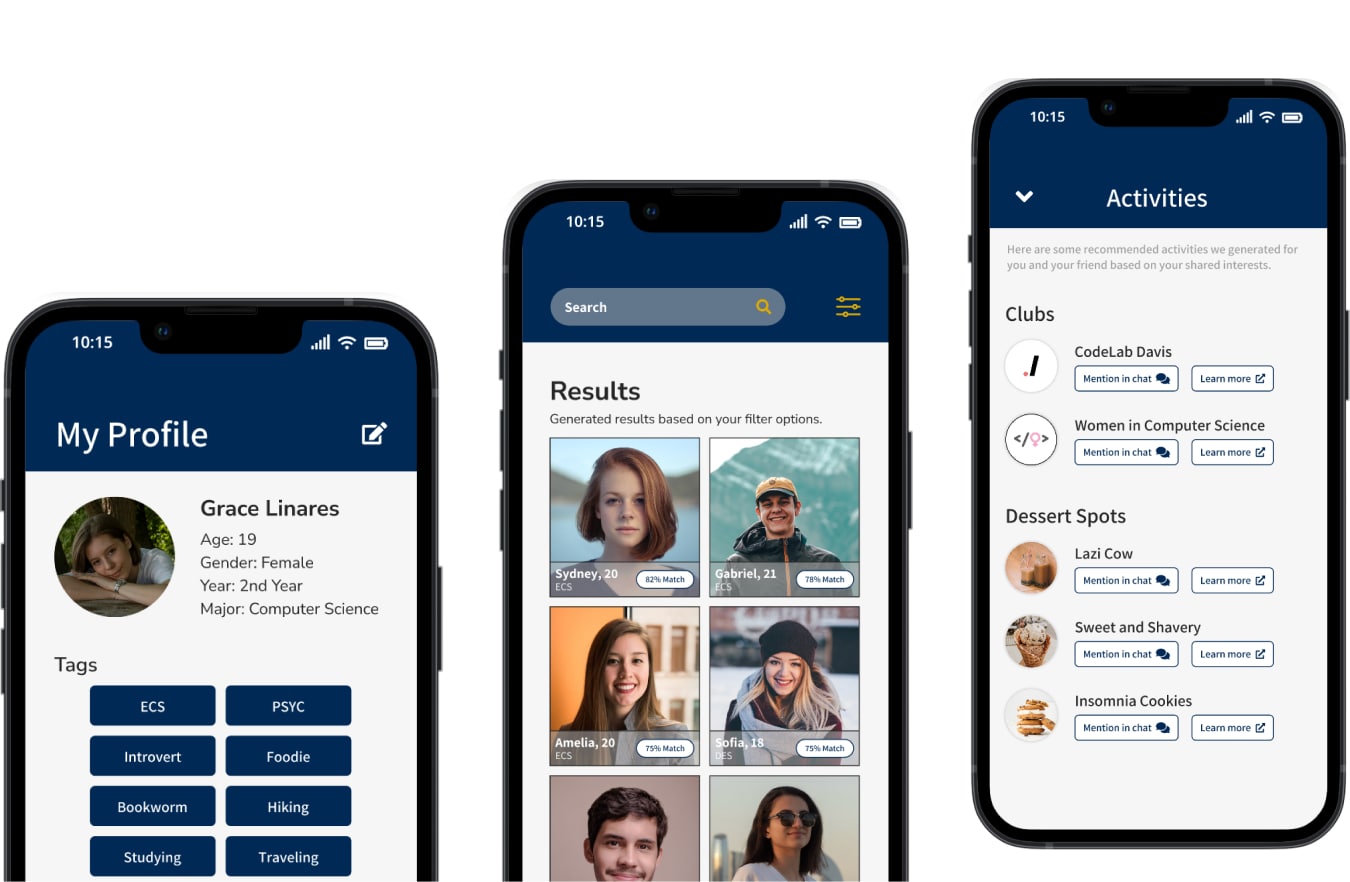 10:15
My Profile
Grace Linares
Age: 19
Gender: Female
Year: 2nd Year
Major: Computer Science
Tags
ECS
PSYC
Introvert
Foodie
Bookworm
Hiking
Studying
Traveling
10:15
Search
Results
Generated results based on your filter options.
Sydney, 20
ECS
82% Match
Gabriel, 21
ECS
78% Match
Amelia, 20
ECS
75% Match
Sofia, 18
DES
75% Match
10:15
Activities
Here are some recommended activities we generated for
you and your friend based on your shared interests.
Clubs
CodeLab Davis
Mention in chat
Learn more
Women in Computer Science
Mention in chat
Learn more
Dessert Spots
Lazi Cow
Mention in chat
Learn more
Sweet and Shavery
Mention in chat
Learn more
Insomnia Cookies
Mention in chat
Learn more